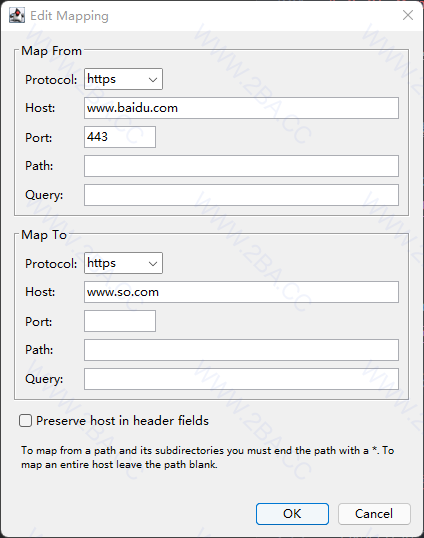 Edit Mapping
Map From
Protocol: https
Host: www.baidu.com
Port: 443
Path:
Query:
Map To
Protocol: https
Host: www.so.com
Port:
Path:
Query:
Preserve host in header fields
To map from a path and its subdirectories you must end the path with a *. To
map an entire host leave the path blank.
OK Cancel
WWW.2BA.CC